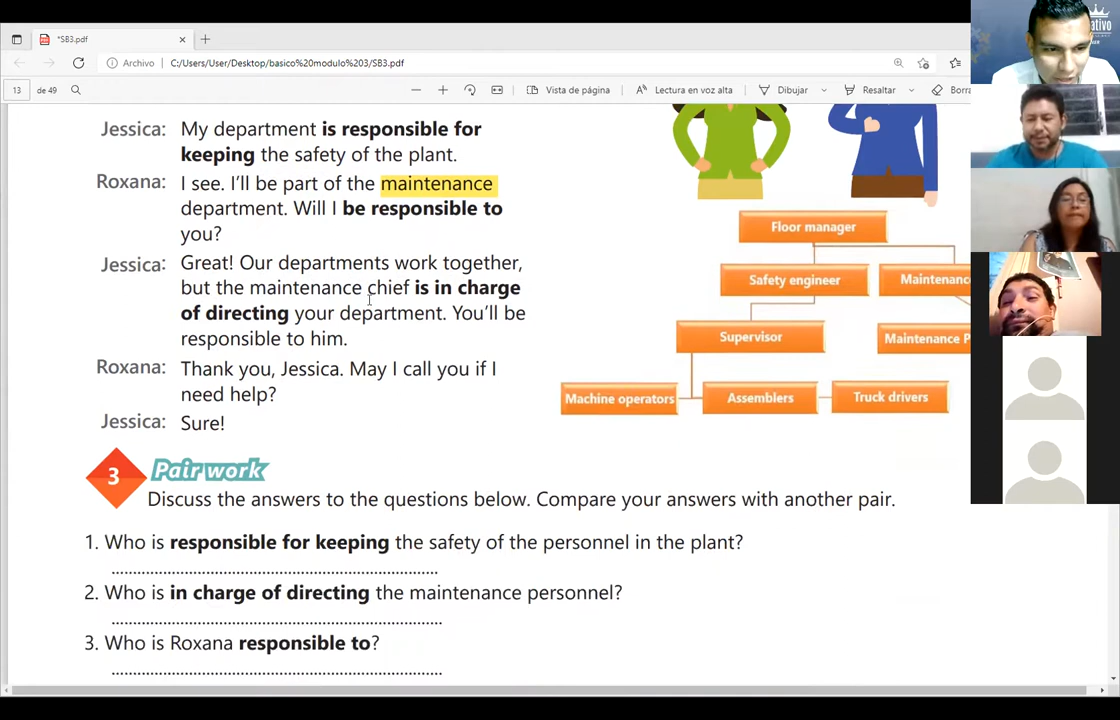 *SB3.pdf
Archivo
C:/Users/User/Desktop/basico%20modulo%203/SB3.pdf
13
de 49
Vista de página
Lectura en voz alta
Dibujar
Resaltar
Borra
ativo
Jessica: My department is responsible for
keeping the safety of the plant.
Roxana: I see. I'll be part of the maintenance
department. Will I be responsible to
you?
Jessica: Great! Our departments work together,
but the maintenance chief is in charge
of directing your department. You'll be
responsible to him.
Roxana: Thank you, Jessica. May I call you if I
need help?
Jessica: Sure!
Floor manager
Safety engineer
Maintenanc
Supervisor
Maintenance P
Machine operators
Assemblers
Truck drivers
3 Pair work
Discuss the answers to the questions below. Compare your answers with another pair.
1. Who is responsible for keeping the safety of the personnel in the plant?
2. Who is in charge of directing the maintenance personnel?
3. Who is Roxana responsible to?